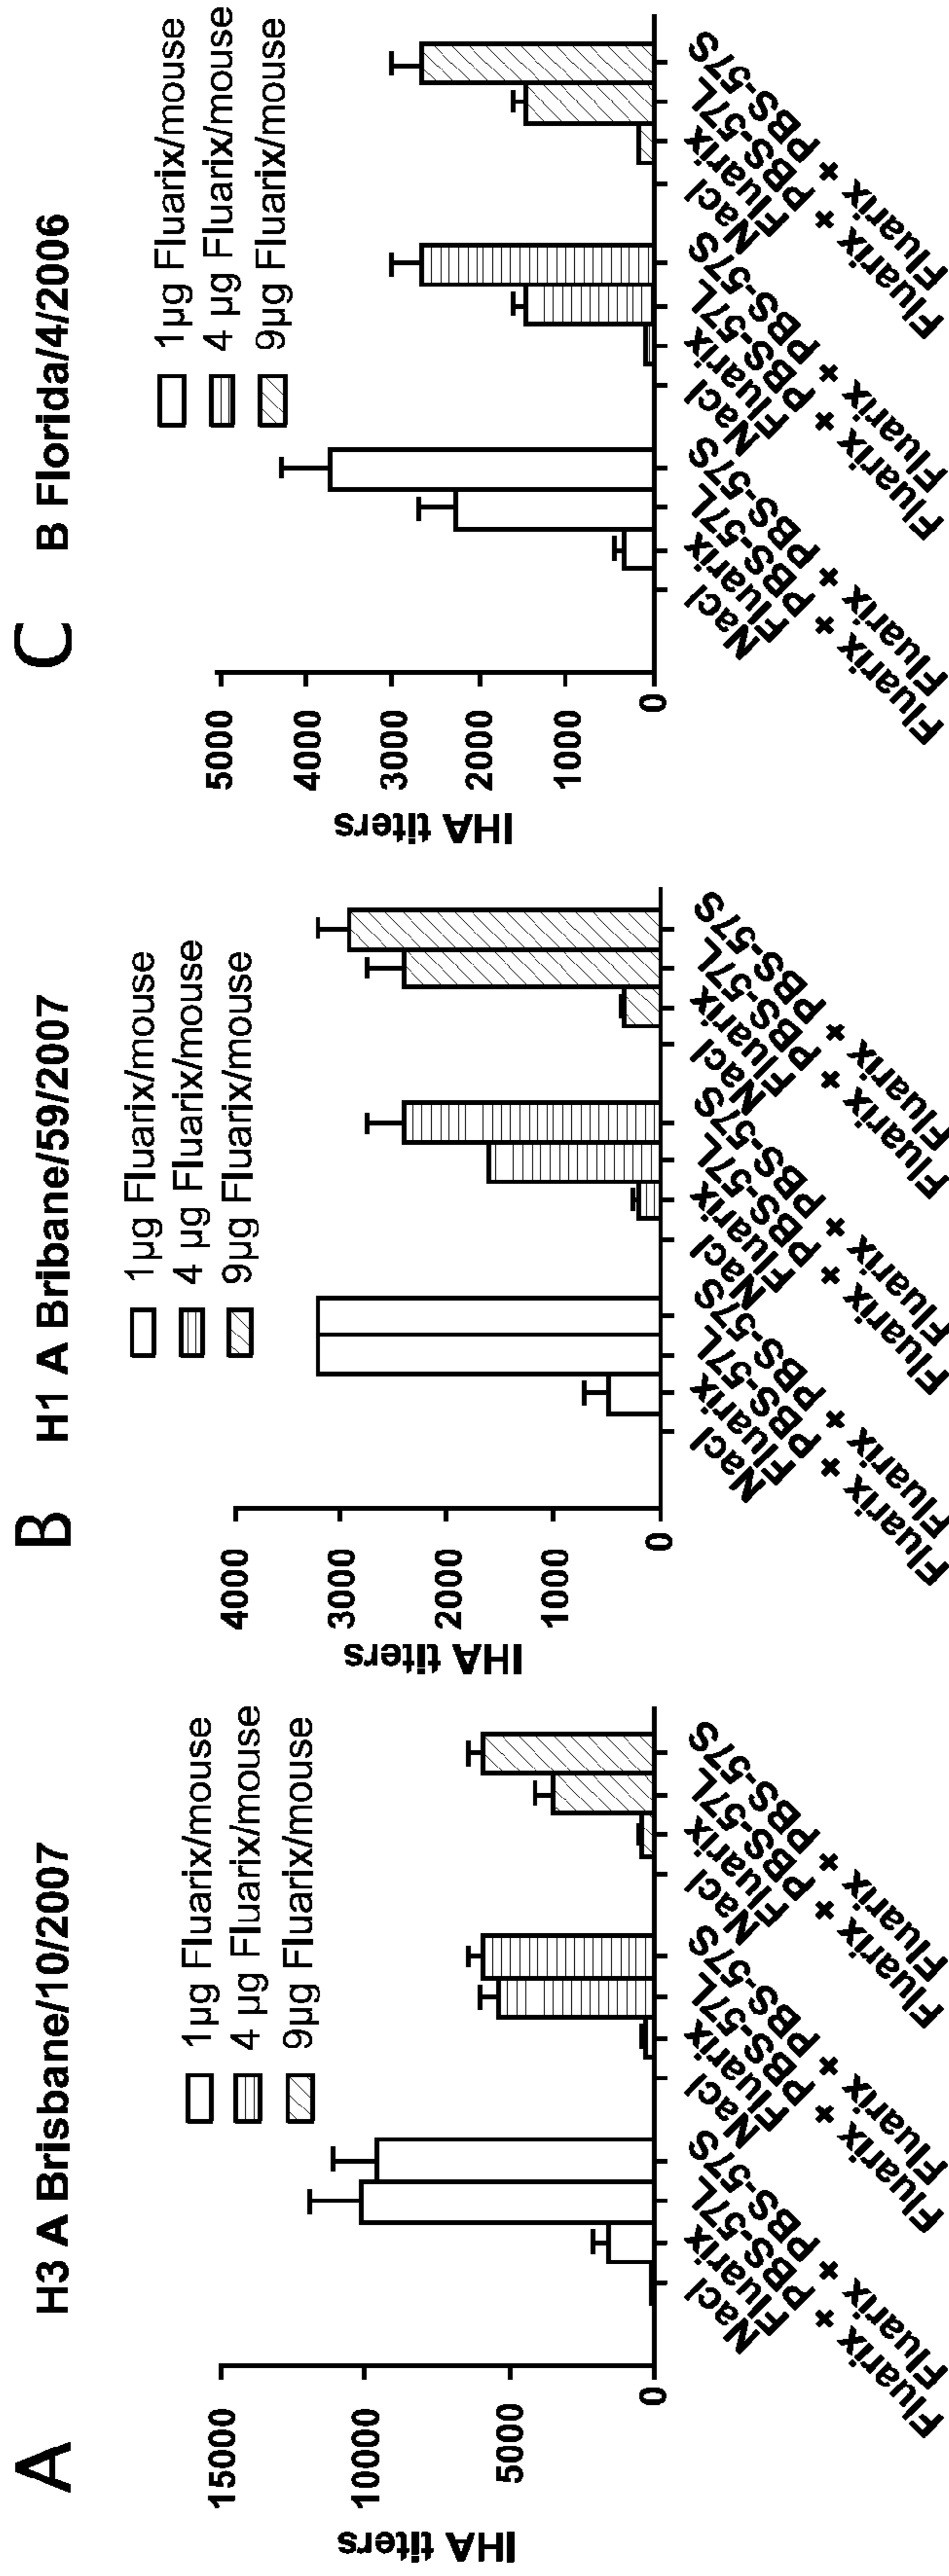 A
H3 A Brisbane/10/2007
1µg Fluarix/mouse
4 µg Fluarix/mouse
9µg Fluarix/mouse
IHA titers
15000
10000
5000
0
Nacl
Fluarix
Fluarix + PBS-57L
Fluarix + PBS-57S
Nacl
Fluarix
Fluarix + PBS-57L
Fluarix + PBS-57S
Nacl
Fluarix
Fluarix + PBS-57L
Fluarix + PBS-57S
B
H1 A Bribane/59/2007
1µg Fluarix/mouse
4 µg Fluarix/mouse
9µg Fluarix/mouse
IHA titers
4000
3000
2000
1000
0
Nacl
Fluarix
Fluarix + PBS-57L
Fluarix + PBS-57S
Nacl
Fluarix
Fluarix + PBS-57L
Fluarix + PBS-57S
Nacl
Fluarix
Fluarix + PBS-57L
Fluarix + PBS-57S
C
B Florida/4/2006
1µg Fluarix/mouse
4 µg Fluarix/mouse
9µg Fluarix/mouse
IHA titers
5000
4000
3000
2000
1000
0
Nacl
Fluarix
Fluarix + PBS-57L
Fluarix + PBS-57S
Nacl
Fluarix
Fluarix + PBS-57L
Fluarix + PBS-57S
Nacl
Fluarix
Fluarix + PBS-57L
Fluarix + PBS-57S